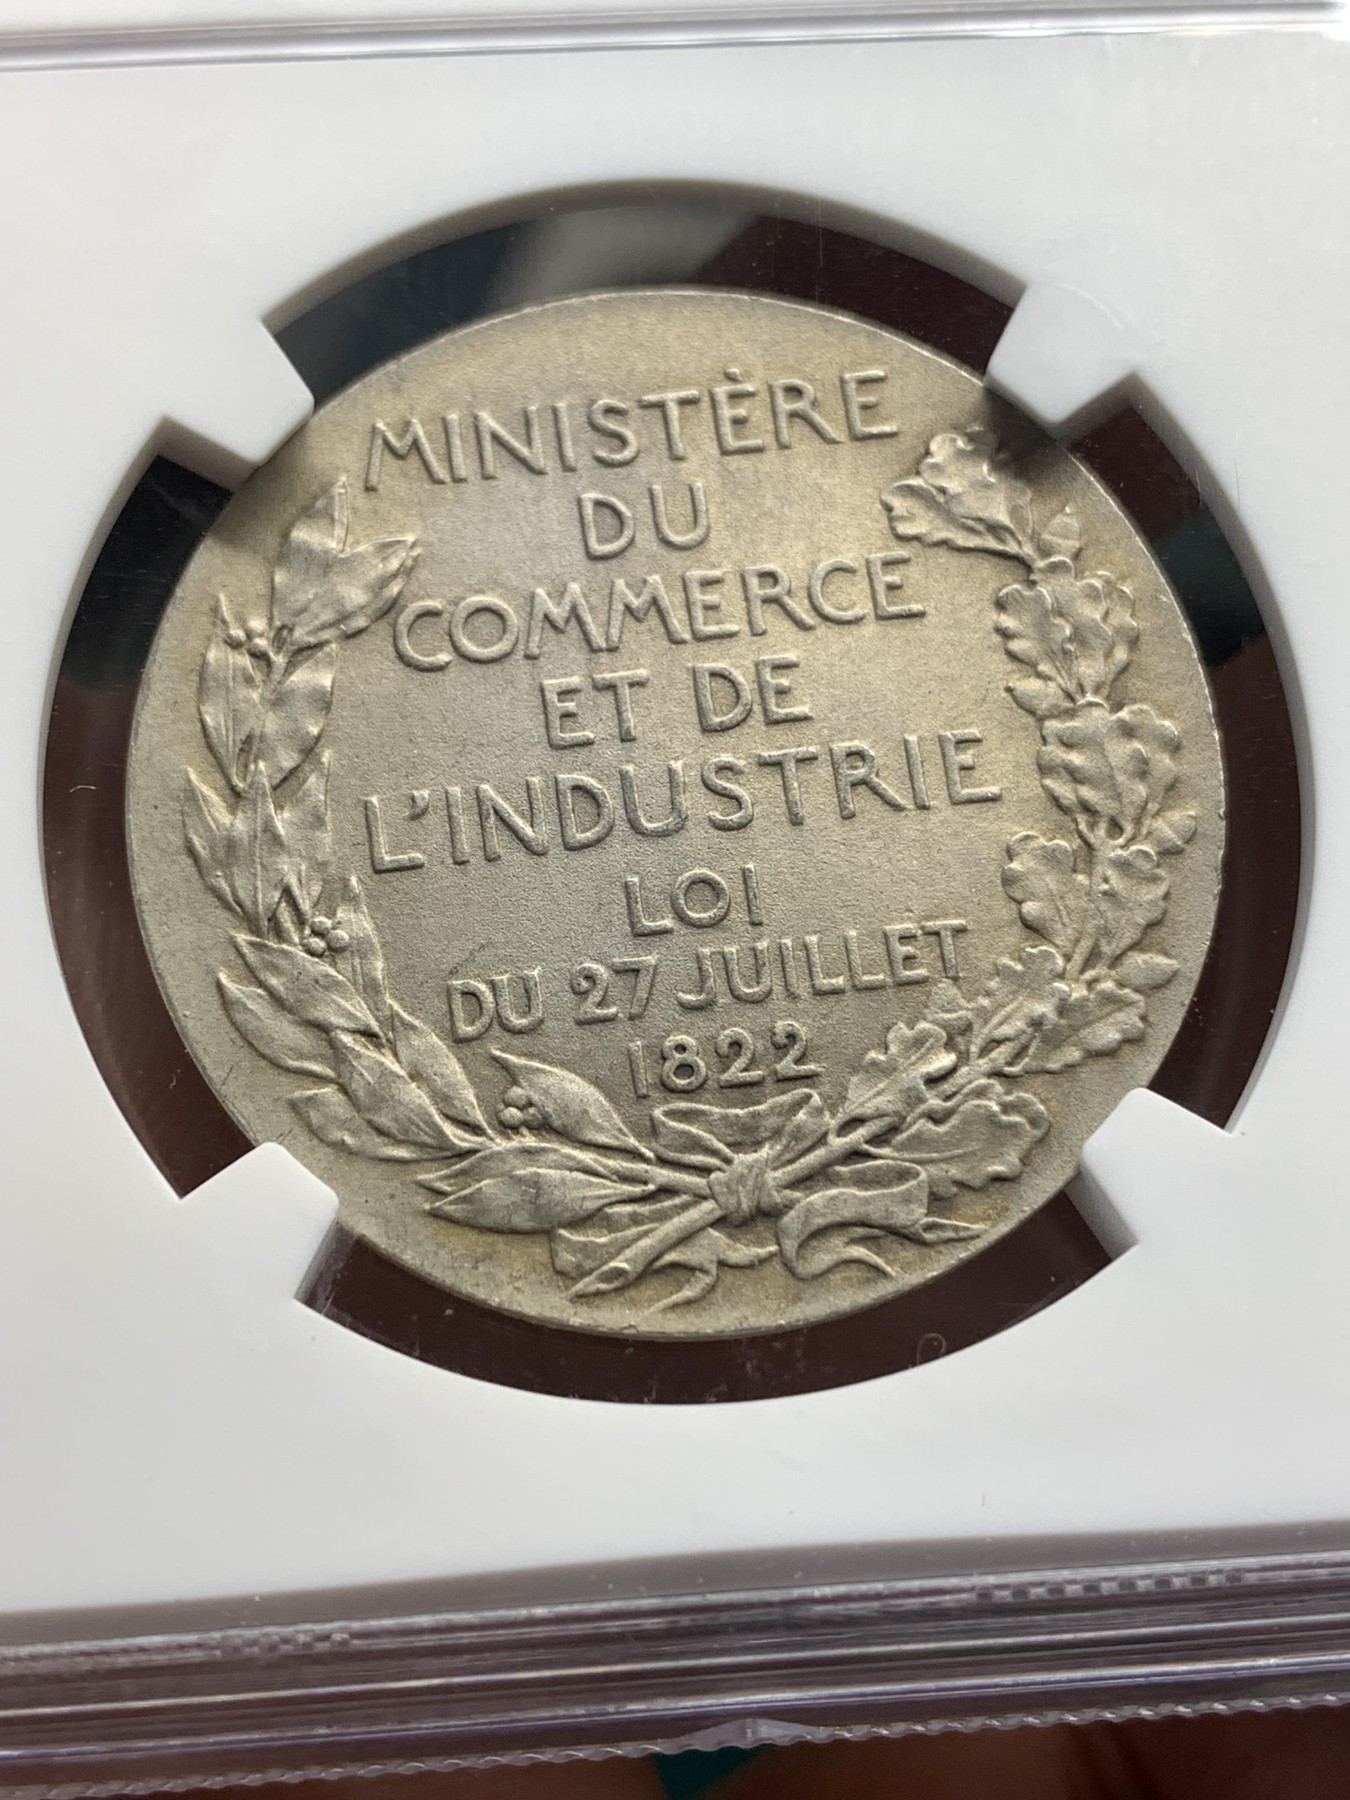 MINISTÈRE
DU
COMMERCE
ET DE
L'INDUSTRIE
LOI
DU 27 JUILLET
1822